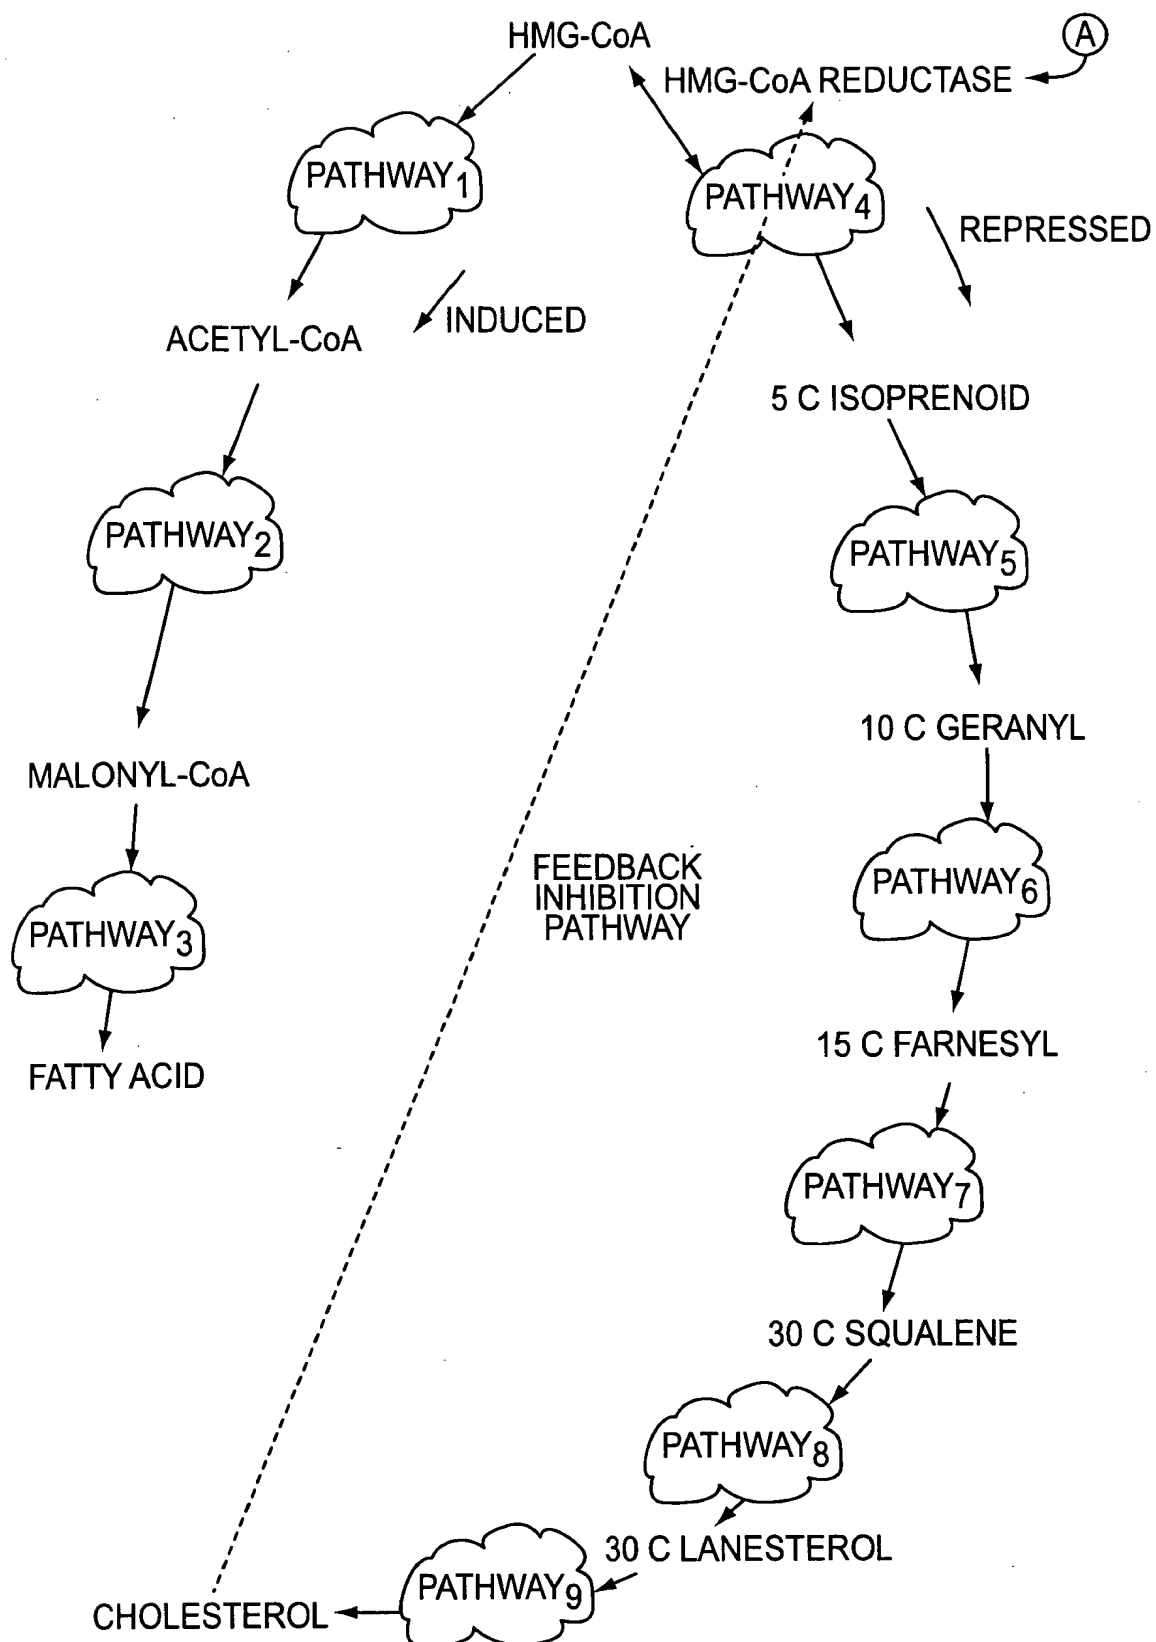 HMG-CoA
A
HMG-CoA REDUCTASE
PATHWAY1
PATHWAY4
REPRESSED
INDUCED
ACETYL-CoA
5 C ISOPRENOID
PATHWAY2
PATHWAY5
10 C GERANYL
MALONYL-CoA
FEEDBACK
INHIBITION
PATHWAY
PATHWAY6
PATHWAY3
15 C FARNESYL
FATTY ACID
PATHWAY7
30 C SQUALENE
PATHWAY8
30 C LANESTEROL
PATHWAY9
CHOLESTEROL